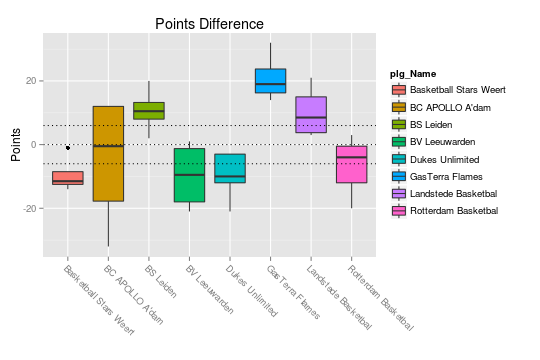 Points Difference
Points
20
0
-20
Basketball Stars Weert
BC APOLLO A'dam
BS Leiden
BV Leeuwarden
Dukes Unlimited
GasTerra Flames
Landstede Basketbal
Rotterdam Basketbal
plg_Name
Basketball Stars Weert
BC APOLLO A'dam
BS Leiden
BV Leeuwarden
Dukes Unlimited
GasTerra Flames
Landstede Basketbal
Rotterdam Basketbal